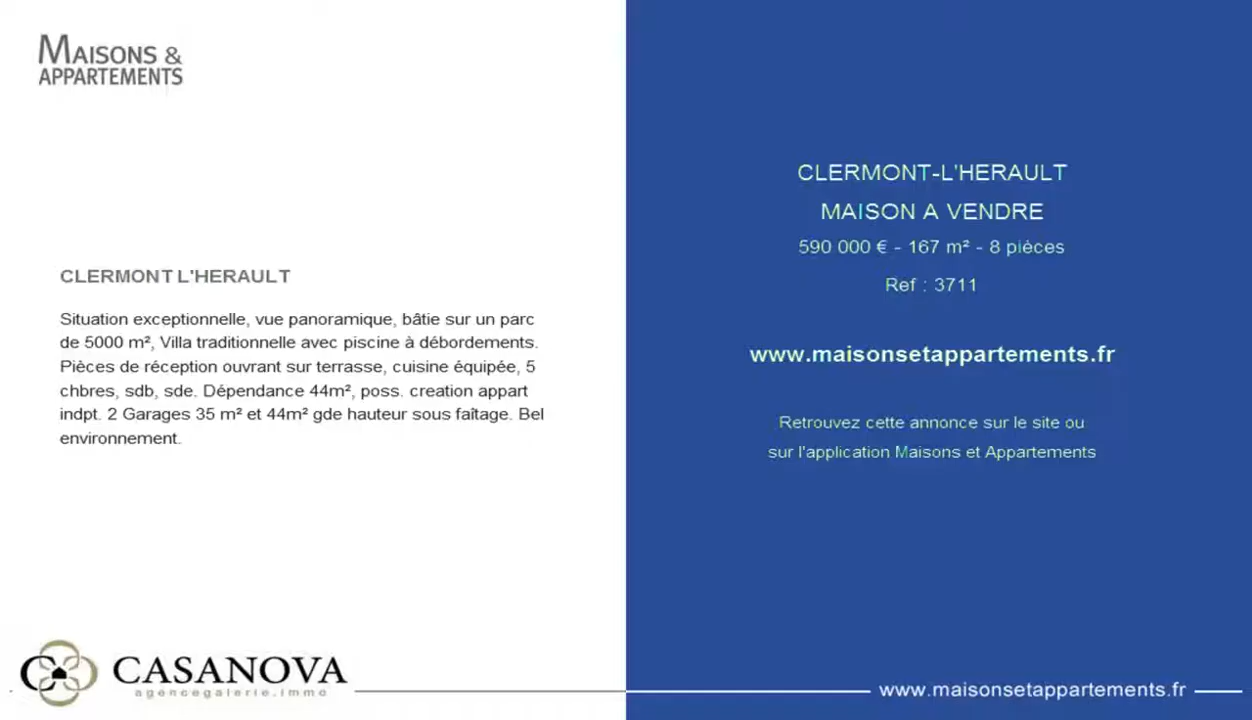 MAISONS &
APPARTEMENTS
CLERMONT L'HERAULT
Situation exceptionnelle, vue panoramique, bâtie sur un parc
de 5000 m², Villa traditionnelle avec piscine à débordements.
Pièces de réception ouvrant sur terrasse, cuisine équipée, 5
chbres, sdb, sde. Dépendance 44m², poss. creation appart
indpt. 2 Garages 35 m² et 44m² gde hauteur sous faîtage. Bel
environnement.
CASANOVA
agencegalerie.immo
CLERMONT-L'HERAULT
MAISON A VENDRE
590 000 € - 167 m² - 8 pièces
Ref : 3711
www.maisonsetappartements.fr
Retrouvez cette annonce sur le site ou
sur l'application Maisons et Appartements
www.maisonsetappartements.fr